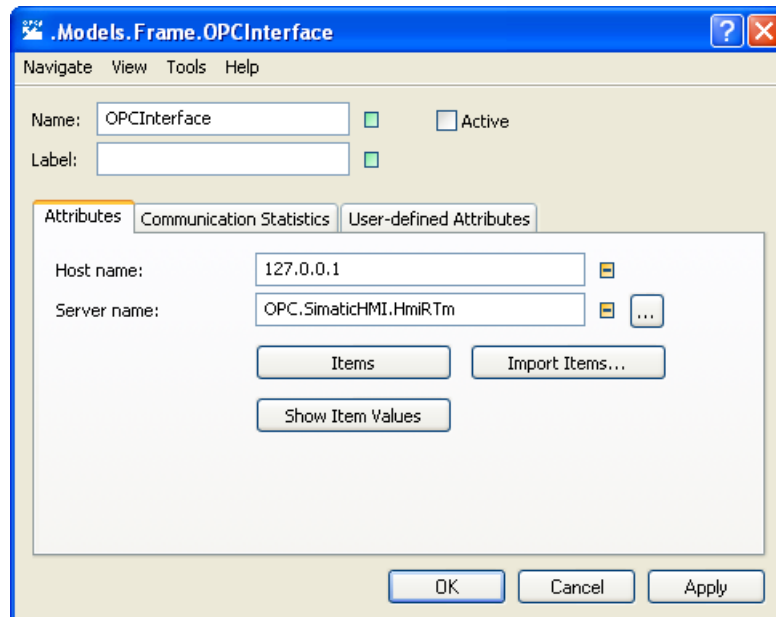 .Models.Frame.OPCInterface
Navigate View Tools Help
Name: OPCInterface Active
Label:
Attributes Communication Statistics User-defined Attributes
Host name: 127.0.0.1
Server name: OPC.SimaticHMI.HmiRTm ...
Items Import Items...
Show Item Values
OK Cancel Apply